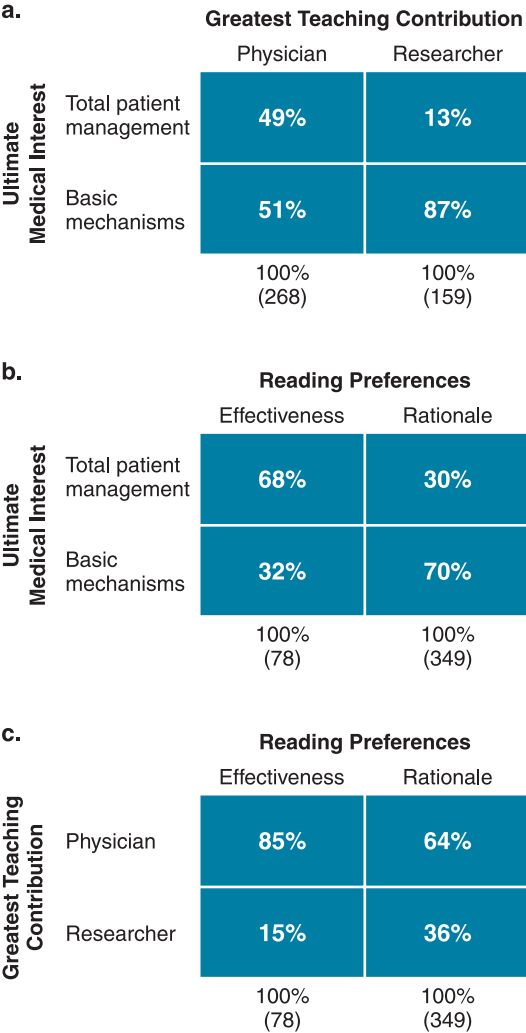 a.
Greatest Teaching Contribution
Physician Researcher
Ultimate
Medical Interest
Total patient
management
49% 13%
Basic
mechanisms
51% 87%
100% 100%
(268) (159)
b.
Reading Preferences
Effectiveness Rationale
Ultimate
Medical Interest
Total patient
management
68% 30%
Basic
mechanisms
32% 70%
100% 100%
(78) (349)
c.
Reading Preferences
Effectiveness Rationale
Greatest Teaching
Contribution
Physician
85% 64%
Researcher
15% 36%
100% 100%
(78) (349)